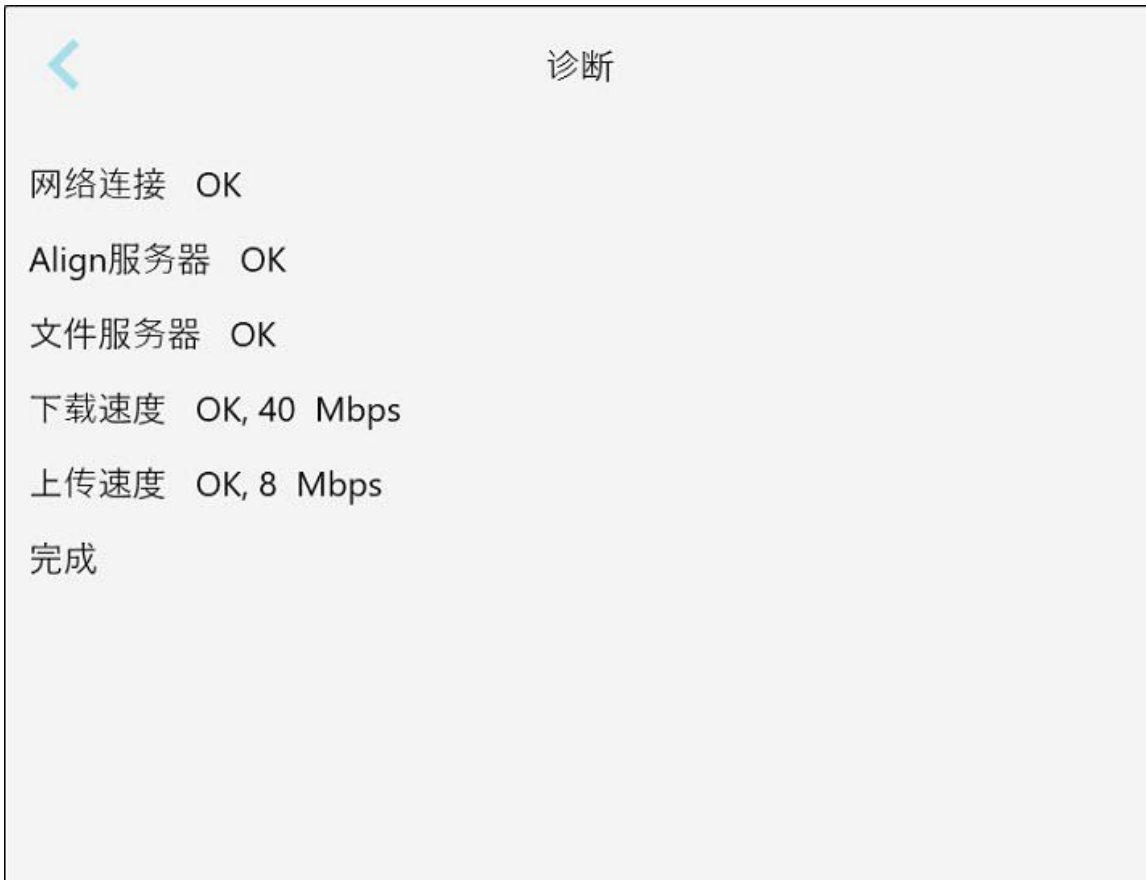 诊断
网络连接 OK
Align服务器 OK
文件服务器 OK
下载速度 OK, 40 Mbps
上传速度 OK, 8 Mbps
完成